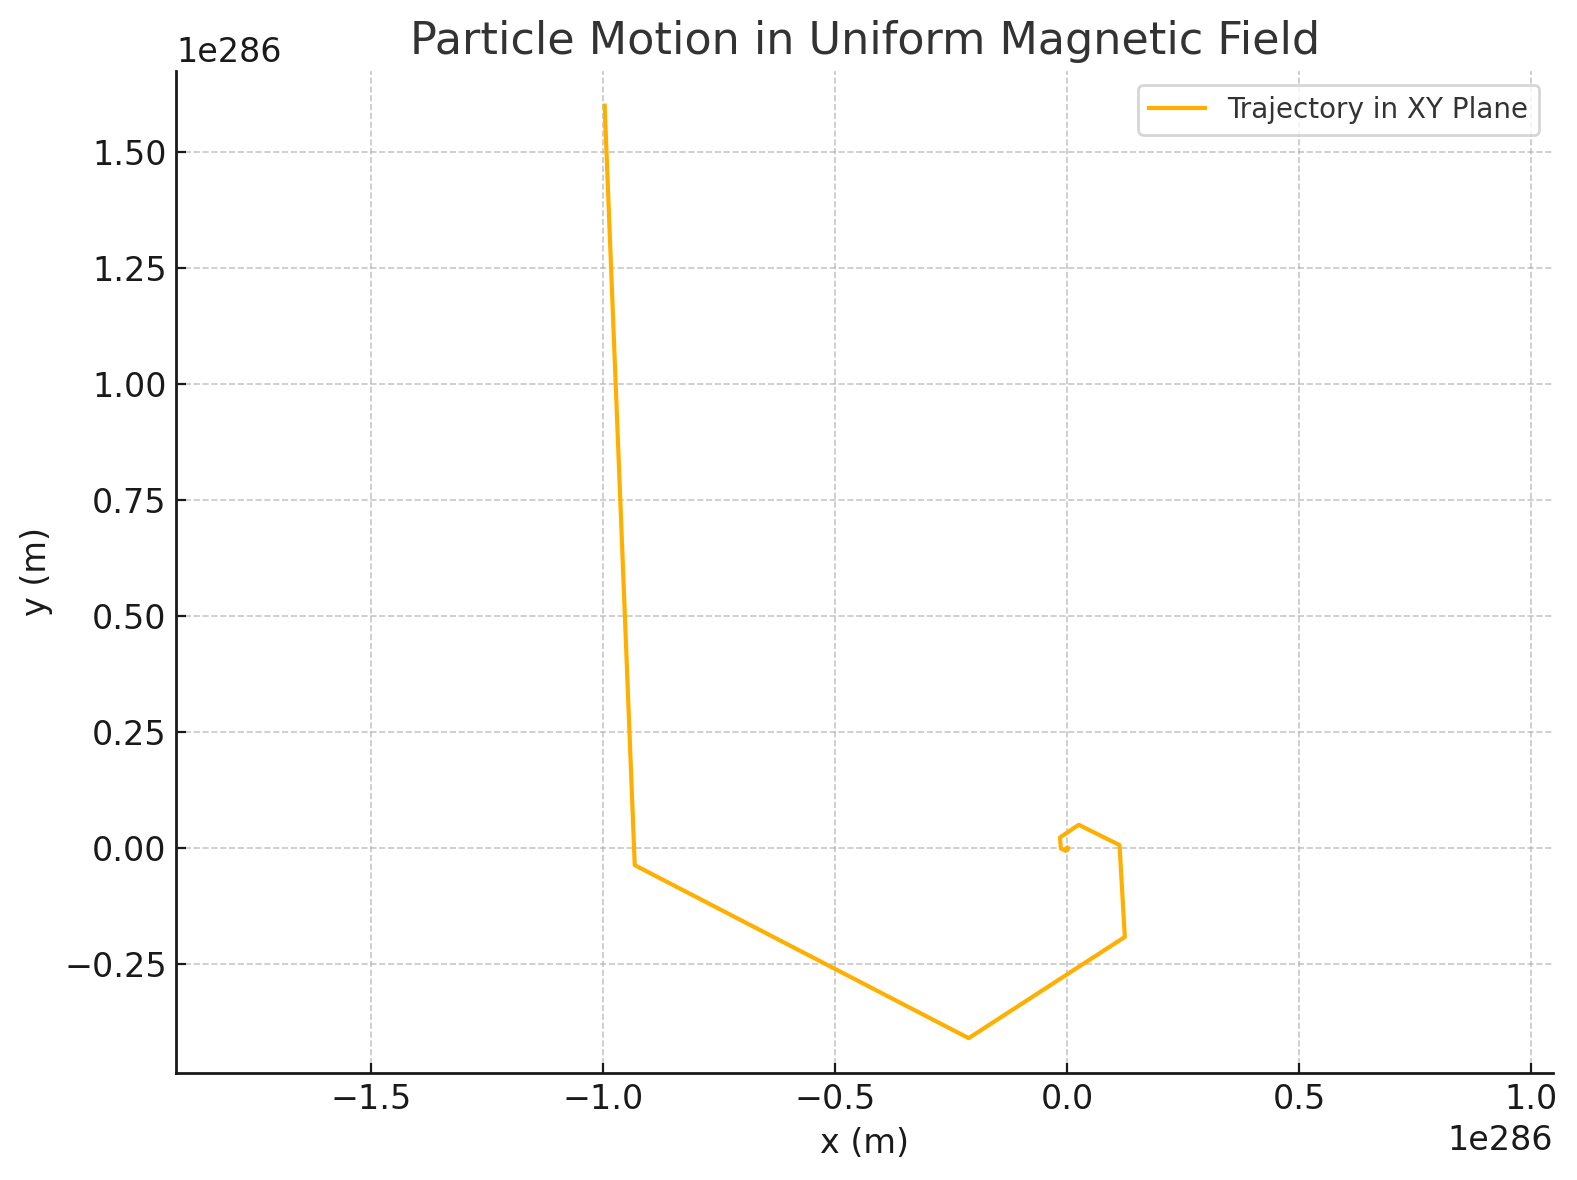 Particle Motion in Uniform Magnetic Field
1e286
Trajectory in XY Plane
1.50
1.25
1.00
0.75
0.50
0.25
0.00
−0.25
y (m)
−1.5
−1.0
−0.5
0.0
0.5
1.0
x (m)
1e286